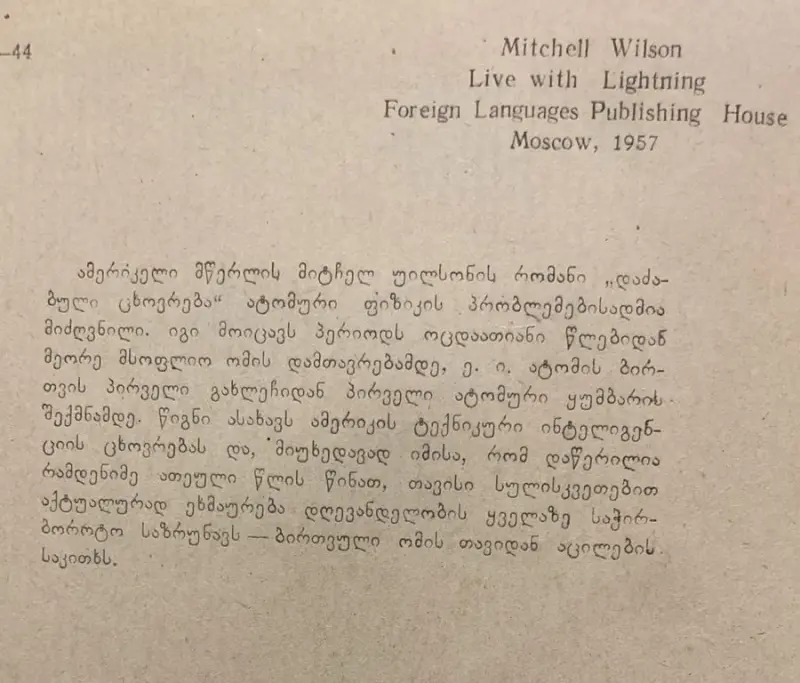 –44
Mitchell Wilson
Live with Lightning
Foreign Languages Publishing House
Moscow, 1957
ამერიკელი მწერლის მიტჩელ უილსონის რომანი „დაძა-
ბული ცხოვრება“ ატომური ფიზიკის პრობლემებისადმია
მიძღვნილი. იგი მოიცავს პერიოდს ოცდაათიანი წლებიდან
მეორე მსოფლიო ომის დამთავრებამდე, ე. ი. ატომის ბირ-
თვის პირველი გახლეჩიდან პირველი ატომური ყუმბარის
შექმნამდე. წიგნი ასახავს ამერიკის ტექნიკური ინტელიგენ-
ციის ცხოვრებას და, მიუხედავად იმისა, რომ დაწერილია
რამდენიმე ათეული წლის წინათ, თავისი სულისკვეთებით
აქტუალურად ეხმაურება დღევანდელობის ყველაზე საჭირ-
ბოროტო საზრუნავს — ბირთვული ომის თავიდან აცილების
საკითხს.